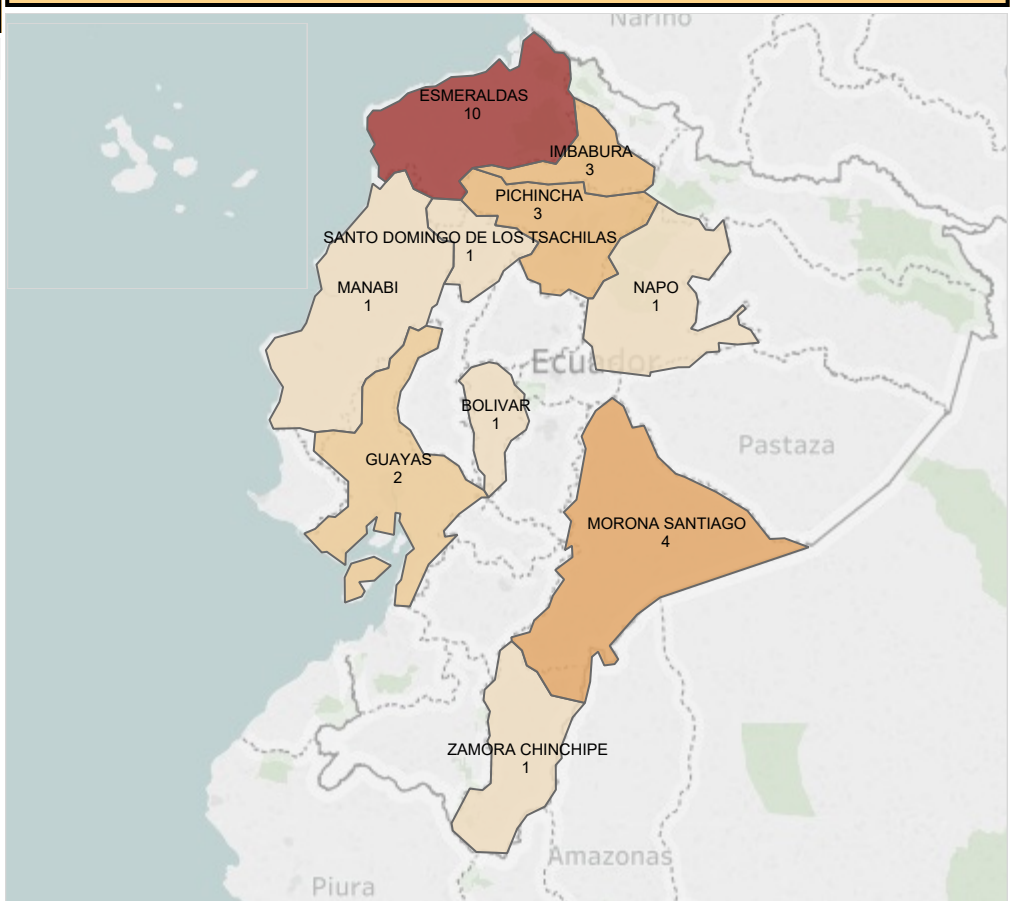 Nariño
ESMERALDAS
10
IMBABURA
3
PICHINCHA
3
SANTO DOMINGO DE LOS TSACHILAS
1
MANABI
1
NAPO
1
Ecuador
BOLIVAR
1
Pastaza
GUAYAS
2
MORONA SANTIAGO
4
ZAMORA CHINCHIPE
1
Amazonas
Piura